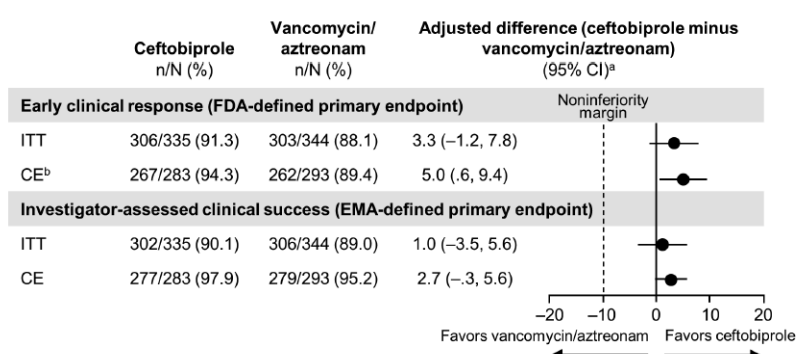 Ceftobiprole
n/N (%)
Vancomycin/
aztreonam
n/N (%)
Adjusted difference (ceftobiprole minus
vancomycin/aztreonam)
(95% CI)ᵃ
Early clinical response (FDA-defined primary endpoint)
Noninferiority
margin
ITT 306/335 (91.3) 303/344 (88.1) 3.3 (–1.2, 7.8)
CEᵇ 267/283 (94.3) 262/293 (89.4) 5.0 (.6, 9.4)
Investigator-assessed clinical success (EMA-defined primary endpoint)
ITT 302/335 (90.1) 306/344 (89.0) 1.0 (–3.5, 5.6)
CE 277/283 (97.9) 279/293 (95.2) 2.7 (–.3, 5.6)
–20 –10 0 10 20
Favors vancomycin/aztreonam Favors ceftobiprole